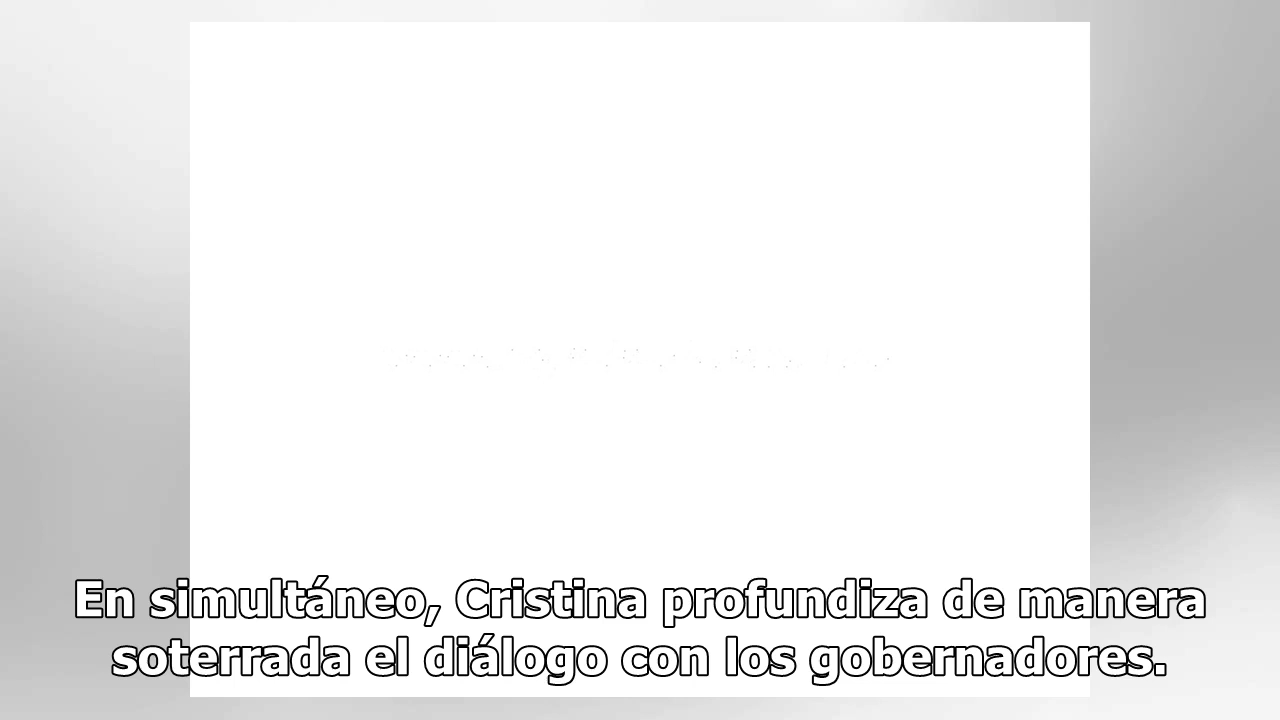 En simultáneo, Cristina profundiza de manera
soterrada el diálogo con los gobernadores.